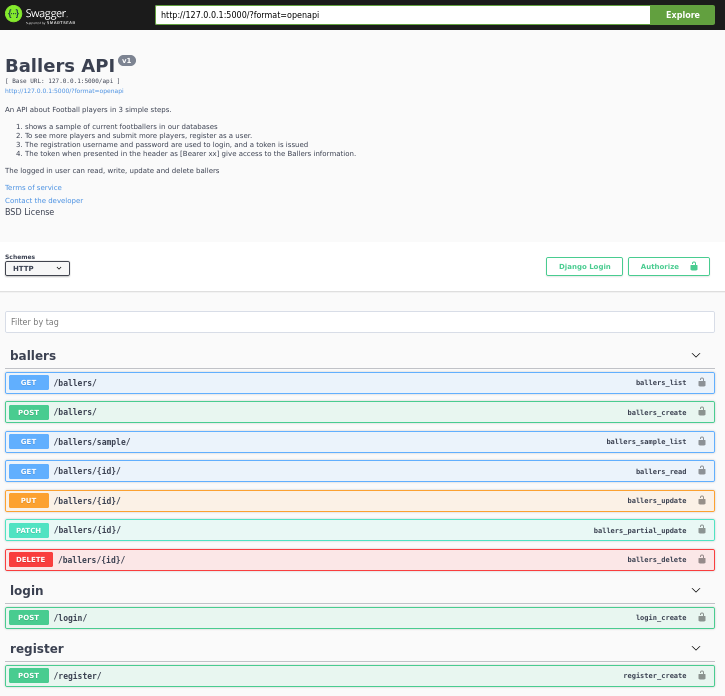 Swagger.
Supported by SMARTBEAR
http://127.0.0.1:5000/?format=openapi
Explore
Ballers API v1
[ Base URL: 127.0.0.1:5000/api ]
http://127.0.0.1:5000/?format=openapi
An API about Football players in 3 simple steps.
1. shows a sample of current footballers in our databases
2. To see more players and submit more players, register as a user.
3. The registration username and password are used to login, and a token is issued
4. The token when presented in the header as [Bearer xx] give access to the Ballers information.
The logged in user can read, write, update and delete ballers
Terms of service
Contact the developer
BSD License
Schemes
HTTP
Django Login
Authorize
Filter by tag
ballers
GET /ballers/ ballers_list
POST /ballers/ ballers_create
GET /ballers/sample/ ballers_sample_list
GET /ballers/{id}/ ballers_read
PUT /ballers/{id}/ ballers_update
PATCH /ballers/{id}/ ballers_partial_update
DELETE /ballers/{id}/ ballers_delete
login
POST /login/ login_create
register
POST /register/ register_create